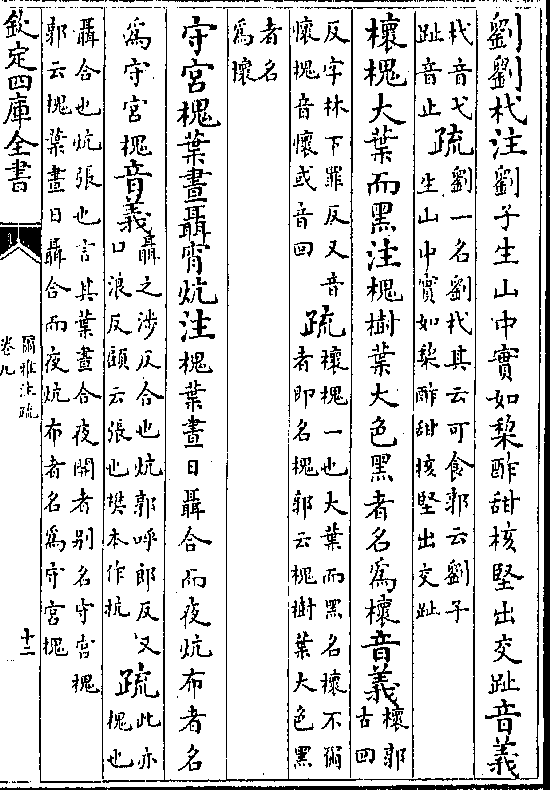 劉劉杙注劉子生山中實如棃酢甜核堅出交趾音義
杙音弋
趾音止
疏
劉一名劉杙其云可食郭云劉子
生山中實如棃酢甜核堅出交趾
櫰槐大葉而黑注槐樹葉大色黑者名爲櫰音義
櫰郭
古回
反字林下罪反又音
懷槐音懷或音回
疏
櫰槐一也大葉而黑名櫰不爾
者即名槐郭云槐樹葉大色黑
者名
爲櫰
守宫槐葉晝聶宵炕注槐葉晝日聶合而夜炕布者名
爲守宫槐音義
聶之涉反合也炕郭呼郎反又
口浪反顧云張也樊本作抗
疏
此亦
槐也
聶合也炕張也言其葉晝合夜開者别名守宫槐
郭云槐葉晝日聶合而夜炕布者名爲守宫槐
欽定四庫全書
爾雅注疏
卷九
十二